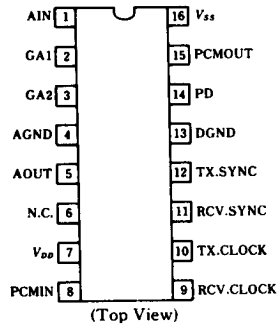 AIN 1 16 Vss
GA1 2 15 PCMOUT
GA2 3 14 PD
AGND 4 13 DGND
AOUT 5 12 TX.SYNC
N.C. 6 11 RCV.SYNC
VDD 7 10 TX.CLOCK
PCMIN 8 9 RCV.CLOCK
(Top View)